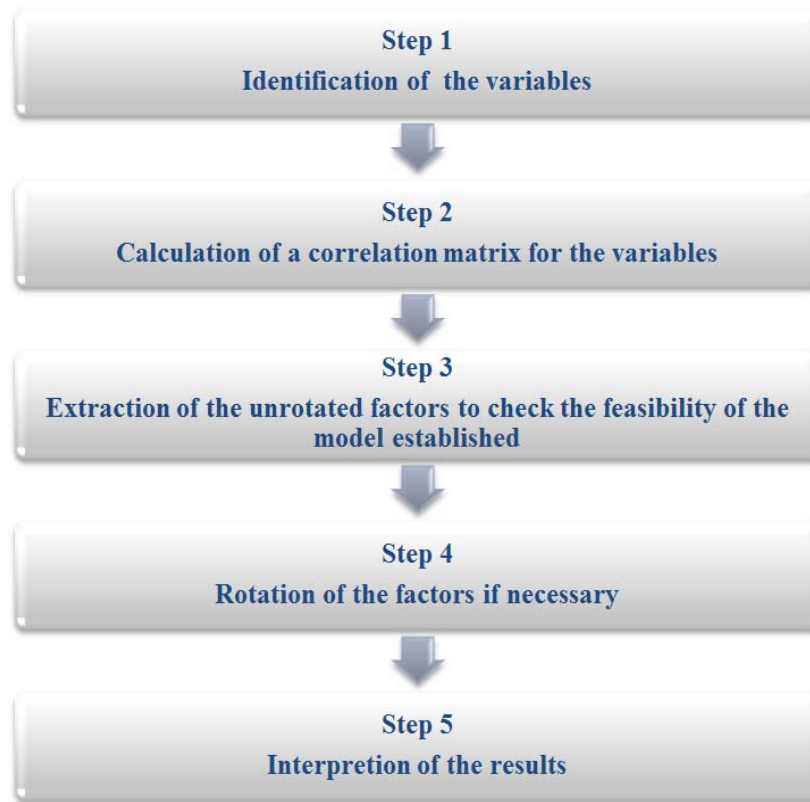 Step 1
Identification of the variables
Step 2
Calculation of a correlation matrix for the variables
Step 3
Extraction of the unrotated factors to check the feasibility of the
model established
Step 4
Rotation of the factors if necessary
Step 5
Interpretion of the results